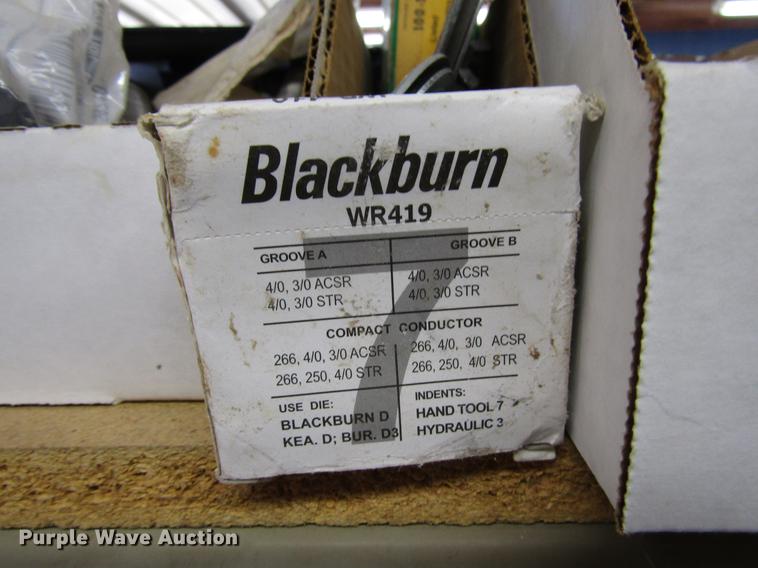 100-
Blackburn
WR419
7
GROOVE A GROOVE B
4/0, 3/0 ACSR 4/0, 3/0 ACSR
4/0, 3/0 STR 4/0, 3/0 STR
COMPACT CONDUCTOR
266, 4/0, 3/0 ACSR 266, 4/0, 3/0 ACSR
266, 250, 4/0 STR 266, 250, 4/0 STR
USE DIE: INDENTS:
BLACKBURN D HAND TOOL 7
KEA. D; BUR. D3 HYDRAULIC 3
Purple Wave Auction